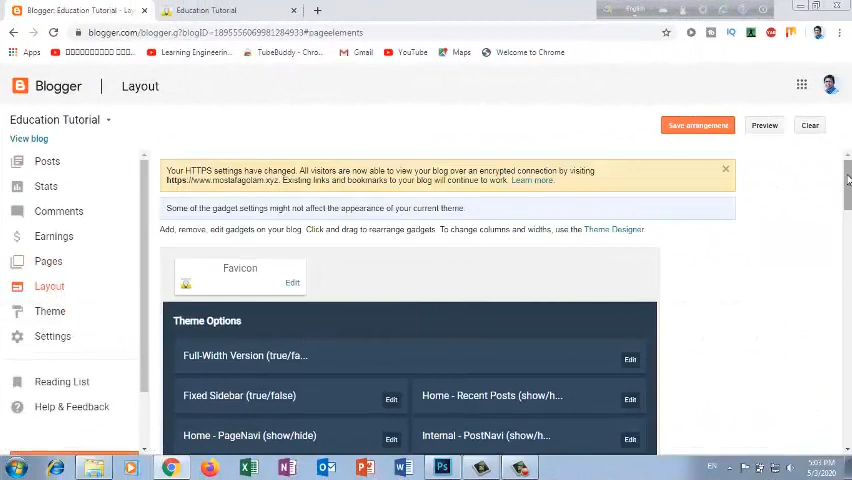 Blogger: Education Tutorial - Lay
Education Tutorial
English
blogger.com/blogger.g?blogID=1895556069981284933#pageelements
Apps
Learning Engineerin...
TubeBuddy - Chro...
Gmail
YouTube
Maps
Welcome to Chrome
Blogger
Layout
Education Tutorial
View blog
Save arrangement
Preview
Clear
Posts
Stats
Comments
Earnings
Pages
Layout
Theme
Settings
Reading List
Help & Feedback
Your HTTPS settings have changed. All visitors are now able to view your blog over an encrypted connection by visiting
https://www.mostafagolam.xyz. Existing links and bookmarks to your blog will continue to work. Learn more.
Some of the gadget settings might not affect the appearance of your current theme.
Add, remove, edit gadgets on your blog. Click and drag to rearrange gadgets. To change columns and widths, use the Theme Designer.
Favicon
Edit
Theme Options
Full-Width Version (true/fa...
Edit
Fixed Sidebar (true/false)
Edit
Home - Recent Posts (show/h...
Edit
Home - PageNavi (show/hide)
Edit
Internal - PostNavi (show/h...
Edit
EN
5:03 PM
5/3/2020